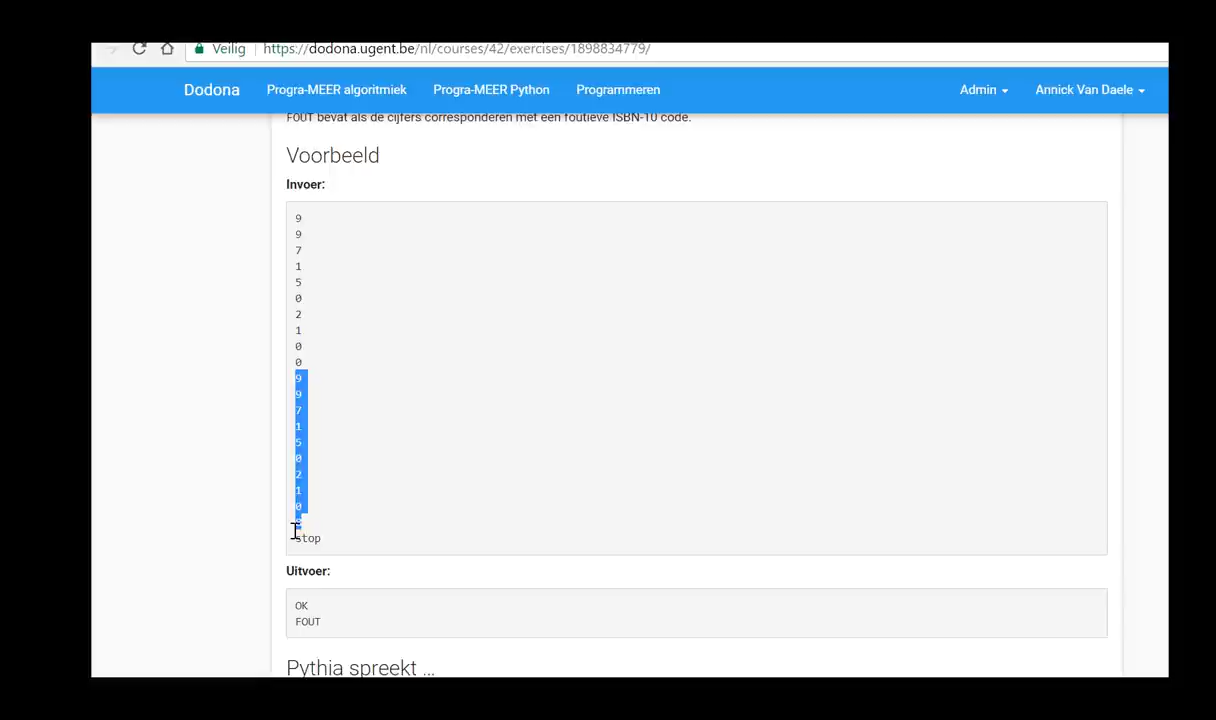 Veilig https://dodona.ugent.be/nl/courses/42/exercises/1898834779/
Dodona Progra-MEER algoritmiek Progra-MEER Python Programmeren Admin Annick Van Daele
FOUT bevat als de cijfers corresponderen met een foutieve ISBN-10 code.
Voorbeeld
Invoer:
9
9
7
1
5
0
2
1
0
0
9
9
7
1
5
0
2
1
0
stop
Uitvoer:
OK
FOUT
Pythia spreekt ...